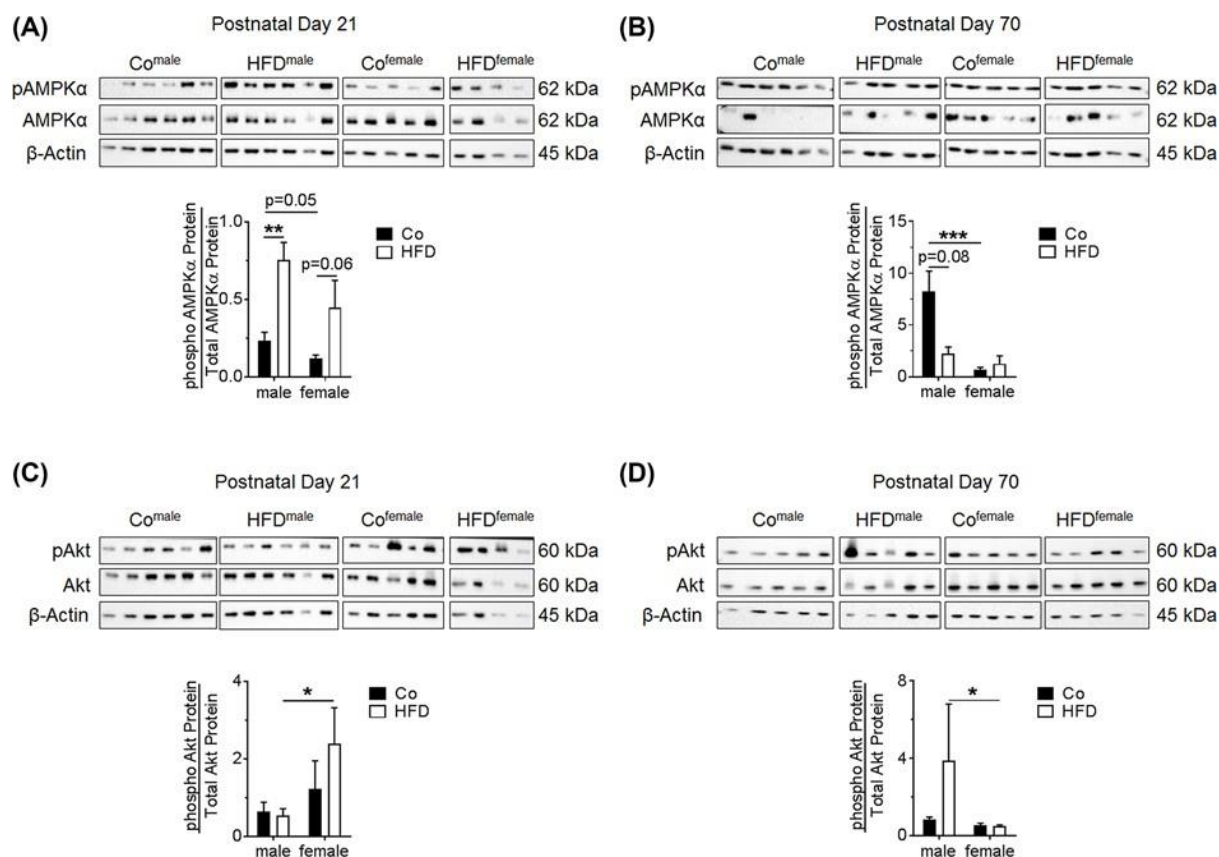 (A)
Postnatal Day 21
Co^male HFD^male Co^female HFD^female
pAMPKα 62 kDa
AMPKα 62 kDa
β-Actin 45 kDa
phospho AMPKα Protein
Total AMPKα Protein
1.0
0.5
0.0
p=0.05
**
p=0.06
Co
HFD
male female
(B)
Postnatal Day 70
Co^male HFD^male Co^female HFD^female
pAMPKα 62 kDa
AMPKα 62 kDa
β-Actin 45 kDa
phospho AMPKα Protein
Total AMPKα Protein
15
10
5
0
***
p=0.08
Co
HFD
male female
(C)
Postnatal Day 21
Co^male HFD^male Co^female HFD^female
pAkt 60 kDa
Akt 60 kDa
β-Actin 45 kDa
phospho Akt Protein
Total Akt Protein
4
2
0
*
Co
HFD
male female
(D)
Postnatal Day 70
Co^male HFD^male Co^female HFD^female
pAkt 60 kDa
Akt 60 kDa
β-Actin 45 kDa
phospho Akt Protein
Total Akt Protein
8
4
0
*
Co
HFD
male female